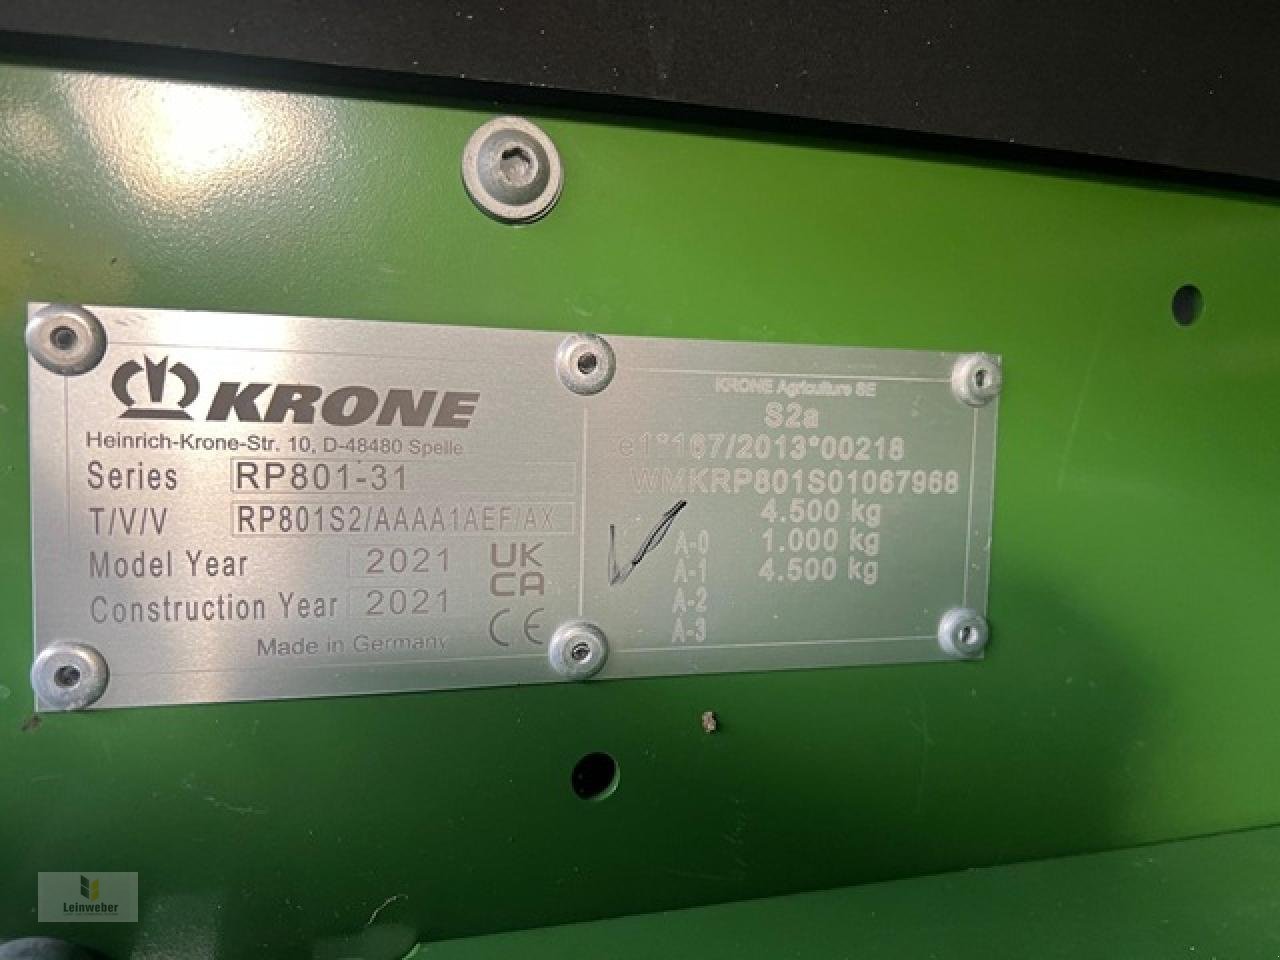 KRONE
Heinrich-Krone-Str. 10, D-48480 Spelle
Series RP801-31
T/V/V RP801S2/AAAA1AEF/AX
Model Year 2021
Construction Year 2021
UK
CA
Made in Germany CE
KRONE Agriculture SE
S2a
e1*167/2013*00218
WMKRP801S01067968
4.500 kg
A-0 1.000 kg
A-1 4.500 kg
A-2
A-3
Leinweber